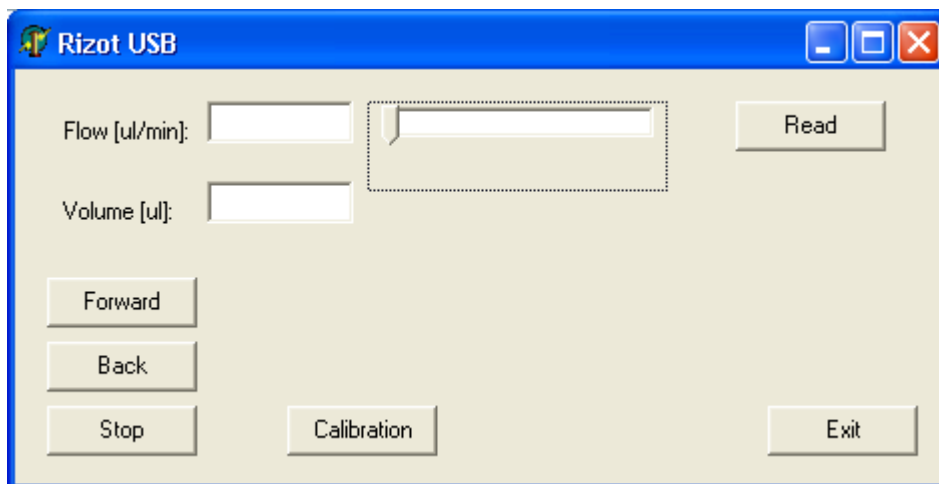 Rizot USB
Flow [ul/min]:
Read
Volume [ul]:
Forward
Back
Stop
Calibration
Exit